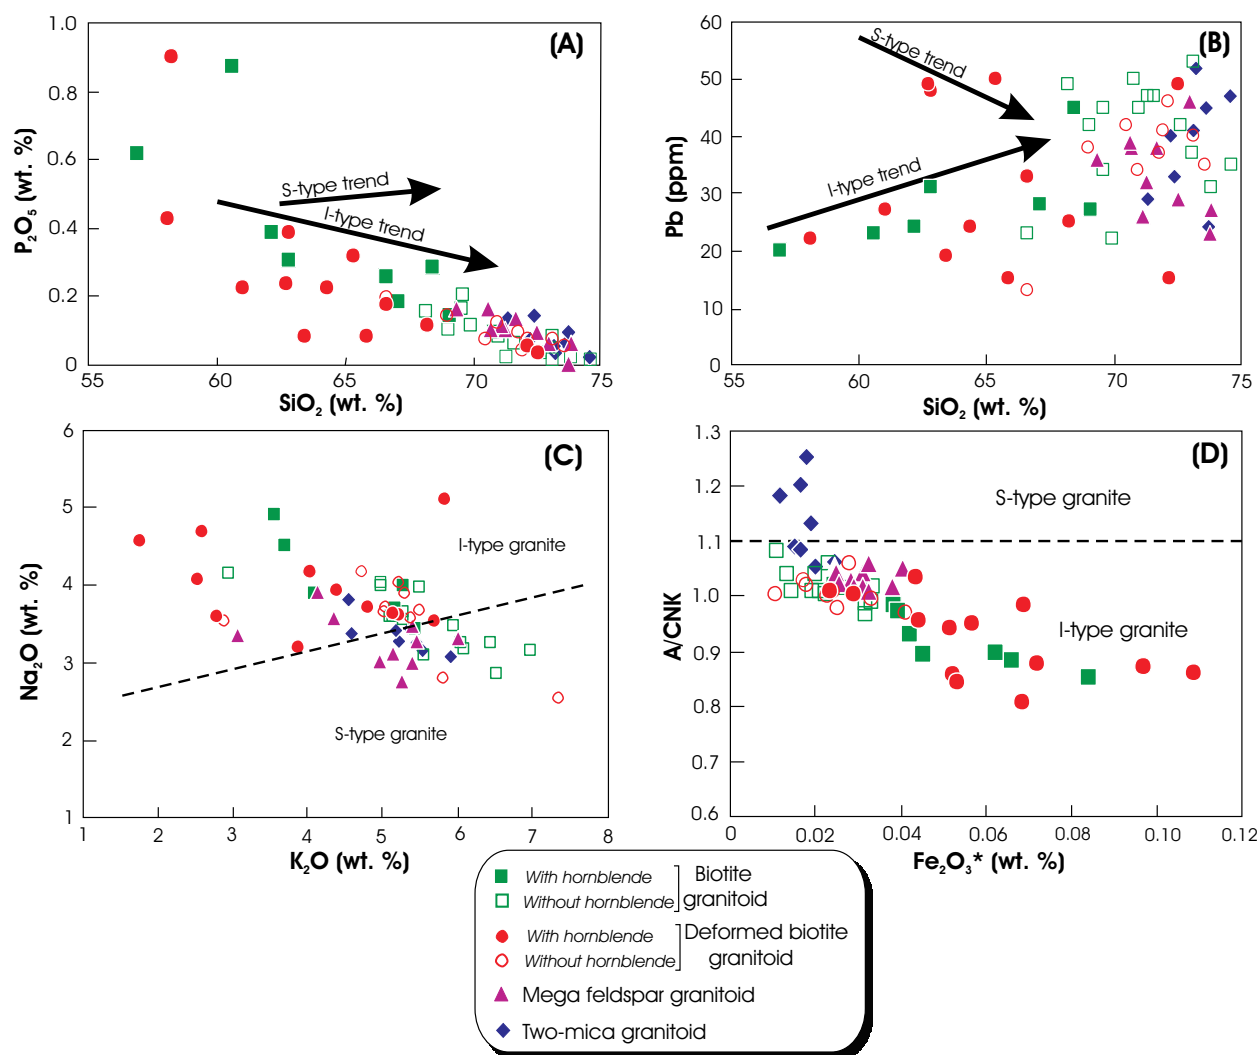 (A)
1.0
0.8
0.6
0.4
0.2
0
P2O5 (wt. %)
S-type trend
I-type trend
55
60
65
70
75
SiO2 (wt. %)
(B)
60
50
40
30
20
10
0
Pb (ppm)
S-type trend
I-type trend
55
60
65
70
75
SiO2 (wt. %)
(C)
6
5
4
3
2
1
Na2O (wt. %)
I-type granite
S-type granite
1
2
3
4
5
6
7
8
K2O (wt. %)
(D)
1.3
1.2
1.1
1.0
0.9
0.8
0.7
0.6
A/CNK
S-type granite
I-type granite
0
0.02
0.04
0.06
0.08
0.10
0.12
Fe2O3* (wt. %)
With hornblende
Without hornblende
Biotite
granitoid
With hornblende
Without hornblende
Deformed biotite
granitoid
Mega feldspar granitoid
Two-mica granitoid